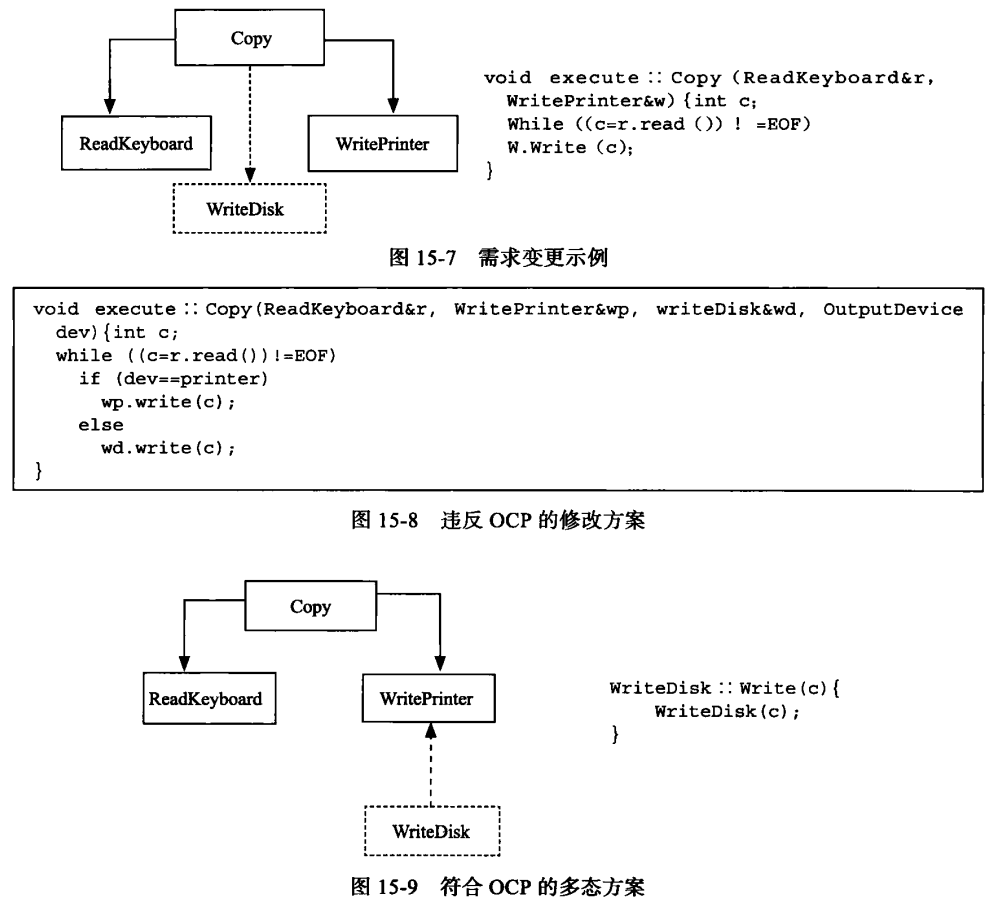 Copy
ReadKeyboard
WritePrinter
WriteDisk
void execute::Copy (ReadKeyboard&r,
WritePrinter&w) {int c;
While ((c=r.read ()) ! =EOF)
W.Write (c);
}
图 15-7 需求变更示例
void execute::Copy(ReadKeyboard&r, WritePrinter&wp, writeDisk&wd, OutputDevice
dev){int c;
while ((c=r.read())!=EOF)
if (dev==printer)
wp.write(c);
else
wd.write(c);
}
图 15-8 违反 OCP 的修改方案
Copy
ReadKeyboard
WritePrinter
WriteDisk
WriteDisk::Write(c){
WriteDisk(c);
}
图 15-9 符合 OCP 的多态方案